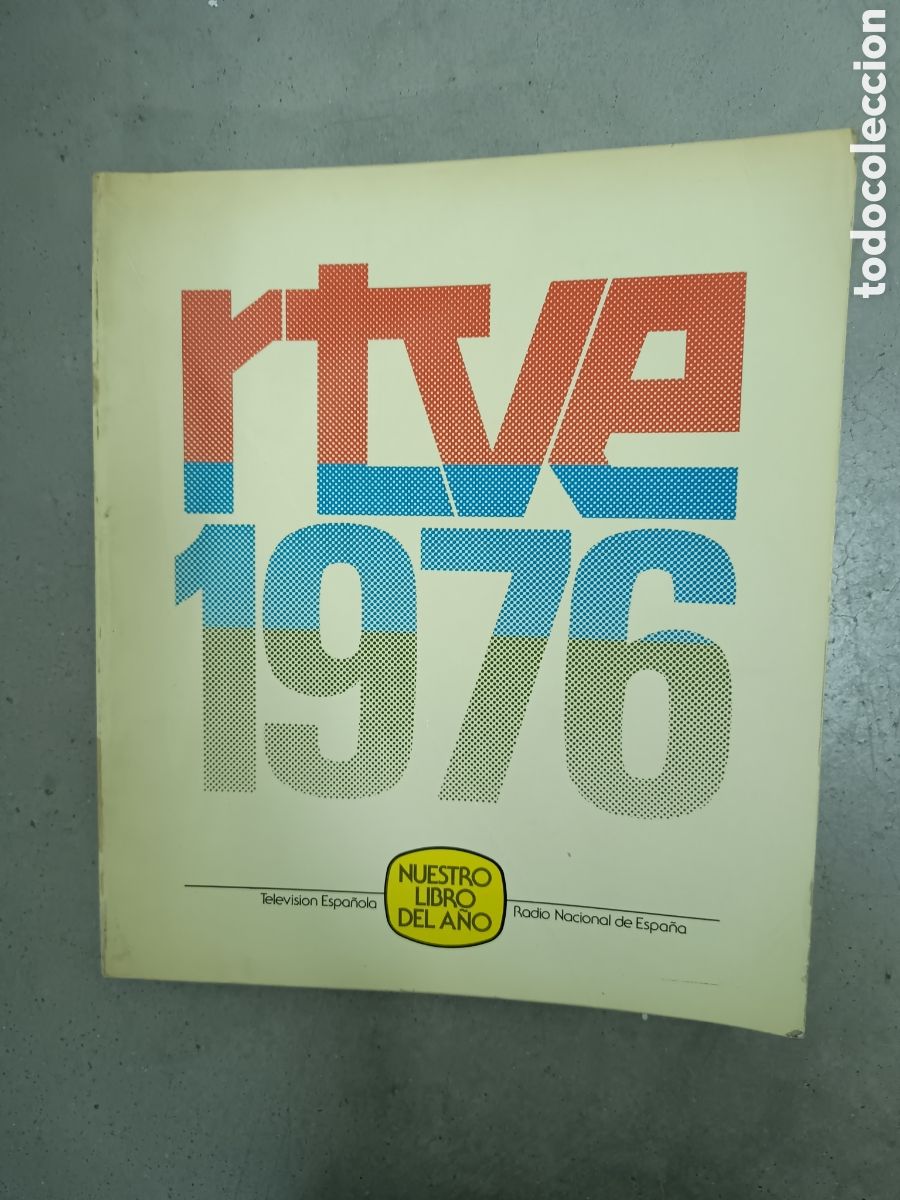 rtve
1976
NUESTRO
LIBRO
DEL AÑO
Television Española
Radio Nacional de España
todocoleccion